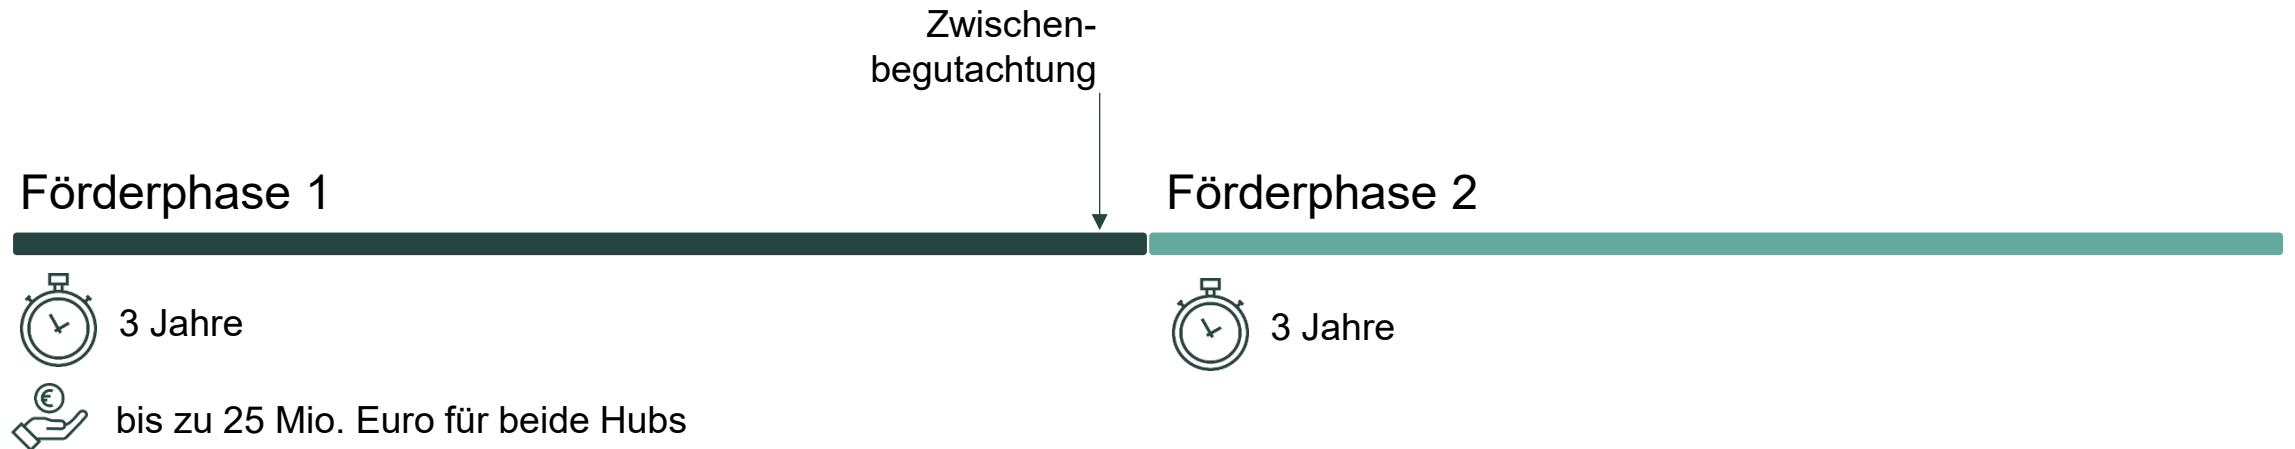 Zwischen-
begutachtung
Förderphase 1
Förderphase 2
3 Jahre
3 Jahre
bis zu 25 Mio. Euro für beide Hubs